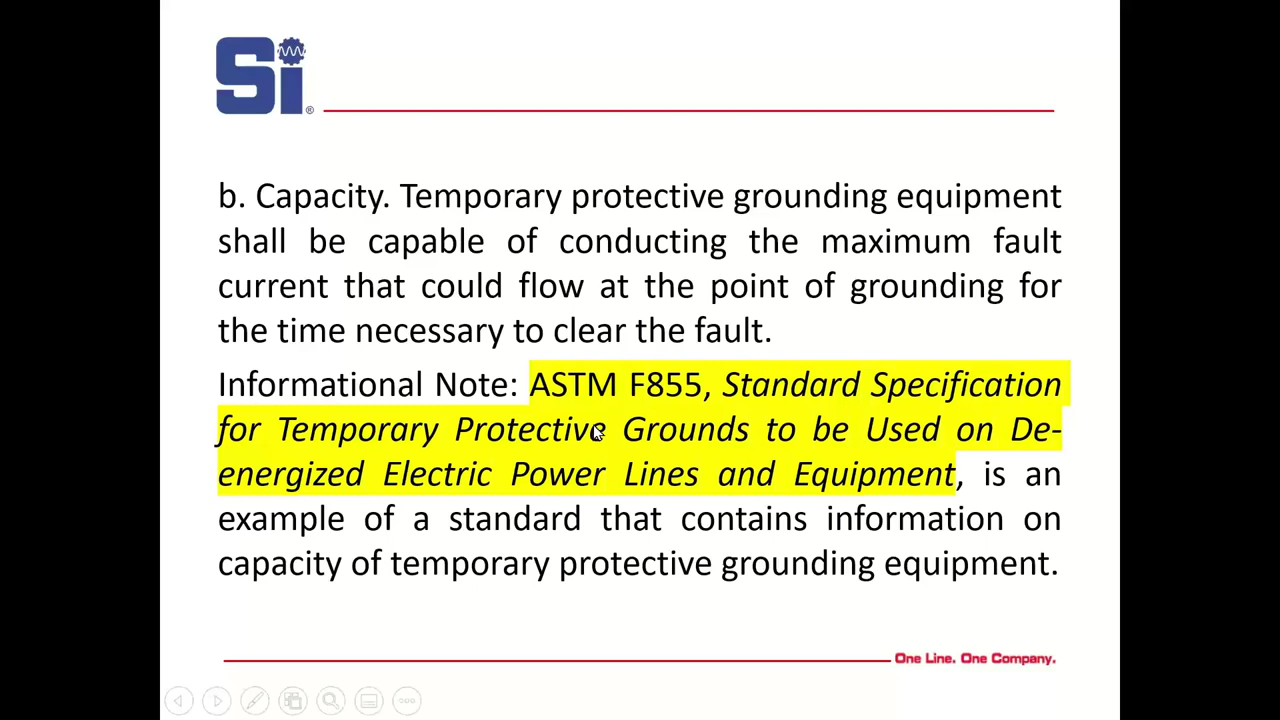 Si®
b. Capacity. Temporary protective grounding equipment
shall be capable of conducting the maximum fault
current that could flow at the point of grounding for
the time necessary to clear the fault.
Informational Note: ASTM F855, Standard Specification
for Temporary Protective Grounds to be Used on De-
energized Electric Power Lines and Equipment, is an
example of a standard that contains information on
capacity of temporary protective grounding equipment.
One Line. One Company.